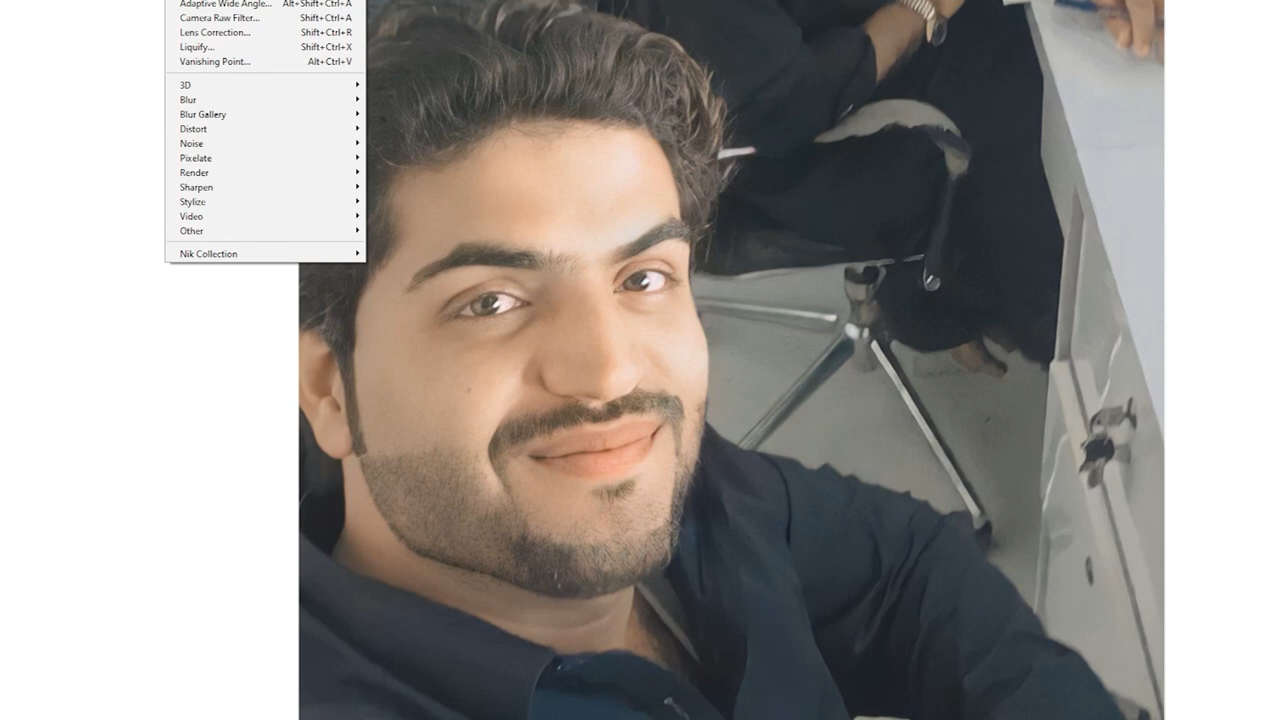 Adaptive Wide Angle... Alt+Shift+Ctrl+A
Camera Raw Filter... Shift+Ctrl+A
Lens Correction... Shift+Ctrl+R
Liquify... Shift+Ctrl+X
Vanishing Point... Alt+Ctrl+V
3D
Blur
Blur Gallery
Distort
Noise
Pixelate
Render
Sharpen
Stylize
Video
Other
Nik Collection